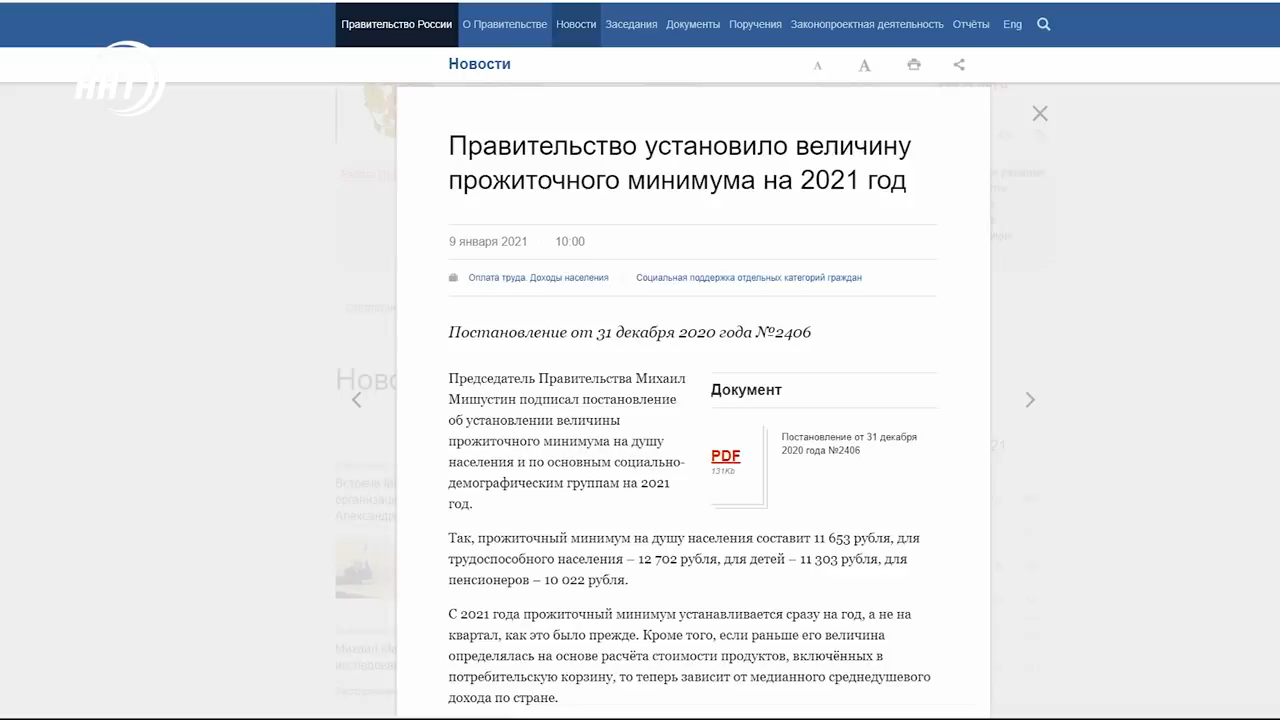 Правительство России О Правительстве Новости Заседания Документы Поручения Законопроектная деятельность Отчёты Eng
ННТ
Новости
А А
Правительство установило величину
прожиточного минимума на 2021 год
9 января 2021 10:00
Оплата труда. Доходы населения Социальная поддержка отдельных категорий граждан
Постановление от 31 декабря 2020 года №2406
Председатель Правительства Михаил
Мишустин подписал постановление
об установлении величины
прожиточного минимума на душу
населения и по основным социально-
демографическим группам на 2021
год.
Документ
PDF
131Kb
Постановление от 31 декабря
2020 года №2406
Так, прожиточный минимум на душу населения составит 11 653 рубля, для
трудоспособного населения – 12 702 рубля, для детей – 11 303 рубля, для
пенсионеров – 10 022 рубля.
С 2021 года прожиточный минимум устанавливается сразу на год, а не на
квартал, как это было прежде. Кроме того, если раньше его величина
определялась на основе расчёта стоимости продуктов, включённых в
потребительскую корзину, то теперь зависит от медианного среднедушевого
дохода по стране.